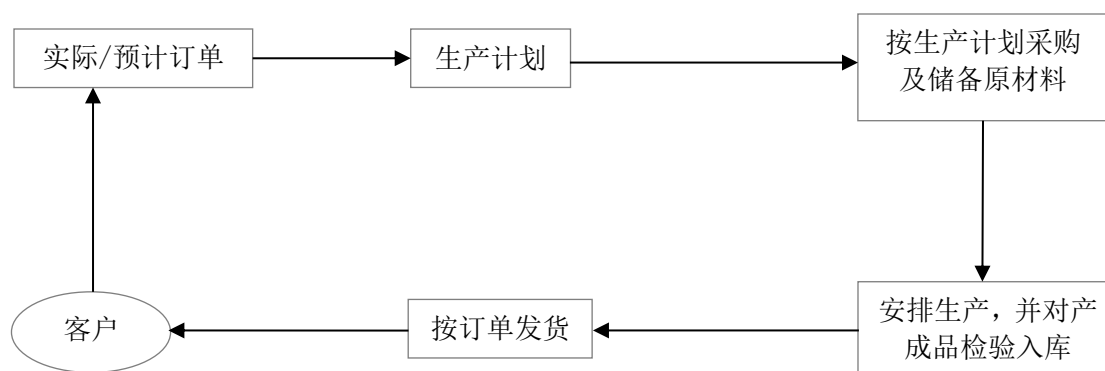 实际/预计订单
生产计划
按生产计划采购
及储备原材料
客户
按订单发货
安排生产，并对产
成品检验入库